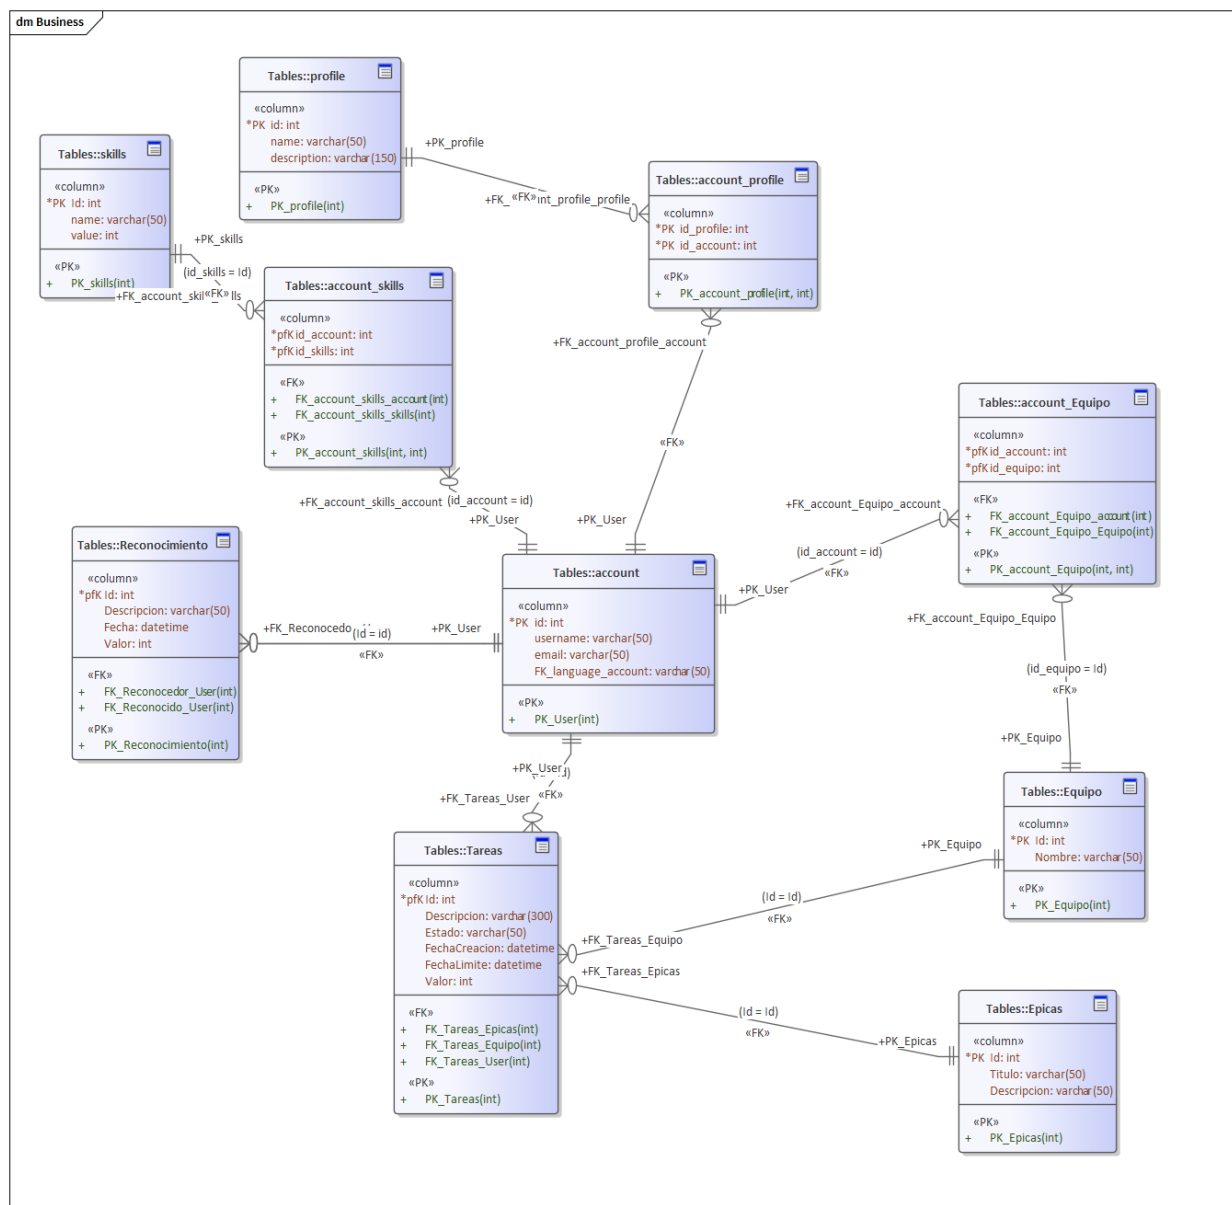 dm Business
Tables::profile
«column»
*PK id: int
name: varchar(50)
description: varchar(150)
«PK»
+ PK_profile(int)
Tables::skills
«column»
*PK Id: int
name: varchar(50)
value: int
«PK»
+ PK_skills(int)
+PK_profile
+FK_ «FK» int_profile_profile
Tables::account_profile
«column»
*PK id_profile: int
*PK id_account: int
«PK»
+ PK_account_profile(int, int)
+PK_skills
(id_skills = Id)
+FK_account_skil «FK» lls
Tables::account_skills
«column»
*pfK id_account: int
*pfK id_skills: int
«FK»
+ FK_account_skills_account(int)
+ FK_account_skills_skills(int)
«PK»
+ PK_account_skills(int, int)
+FK_account_profile_account
«FK»
+PK_User
Tables::account_Equipo
«column»
*pfK id_account: int
*pfK id_equipo: int
«FK»
+ FK_account_Equipo_account(int)
+ FK_account_Equipo_Equipo(int)
«PK»
+ PK_account_Equipo(int, int)
+FK_account_skills_account (id_account = id)
+PK_User
+FK_account_Equipo_account
(id_account = id)
«FK»
+PK_User
Tables::Reconocimiento
«column»
*pfK Id: int
Descripcion: varchar(50)
Fecha: datetime
Valor: int
«FK»
+ FK_Reconocedor_User(int)
+ FK_Reconocido_User(int)
«PK»
+ PK_Reconocimiento(int)
+FK_Reconocedo
(Id = id)
«FK»
+PK_User
Tables::account
«column»
*PK id: int
username: varchar(50)
email: varchar(50)
FK_language_account: varchar(50)
«PK»
+ PK_User(int)
+FK_account_Equipo_Equipo
(id_equipo = Id)
«FK»
+PK_Equipo
+PK_User
«FK»
+FK_Tareas_User
Tables::Equipo
«column»
*PK Id: int
Nombre: varchar(50)
«PK»
+ PK_Equipo(int)
Tables::Tareas
«column»
*pfK Id: int
Descripcion: varchar(300)
Estado: varchar(50)
FechaCreacion: datetime
FechaLimite: datetime
Valor: int
«FK»
+ FK_Tareas_Epicas(int)
+ FK_Tareas_Equipo(int)
+ FK_Tareas_User(int)
«PK»
+ PK_Tareas(int)
+PK_Equipo
(Id = Id)
«FK»
+FK_Tareas_Equipo
+FK_Tareas_Epicas
(Id = Id)
«FK»
+PK_Epicas
Tables::Epicas
«column»
*PK Id: int
Titulo: varchar(50)
Descripcion: varchar(50)
«PK»
+ PK_Epicas(int)